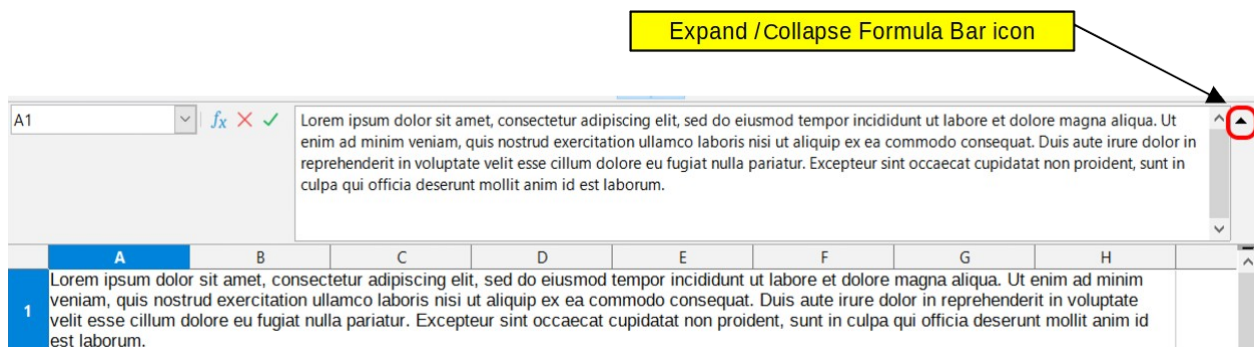 Expand / Collapse Formula Bar icon
A1
fx
Lorem ipsum dolor sit amet, consectetur adipiscing elit, sed do eiusmod tempor incididunt ut labore et dolore magna aliqua. Ut
enim ad minim veniam, quis nostrud exercitation ullamco laboris nisi ut aliquip ex ea commodo consequat. Duis aute irure dolor in
reprehenderit in voluptate velit esse cillum dolore eu fugiat nulla pariatur. Excepteur sint occaecat cupidatat non proident, sunt in
culpa qui officia deserunt mollit anim id est laborum.
A B C D E F G H
1
Lorem ipsum dolor sit amet, consectetur adipiscing elit, sed do eiusmod tempor incididunt ut labore et dolore magna aliqua. Ut enim ad minim
veniam, quis nostrud exercitation ullamco laboris nisi ut aliquip ex ea commodo consequat. Duis aute irure dolor in reprehenderit in voluptate
velit esse cillum dolore eu fugiat nulla pariatur. Excepteur sint occaecat cupidatat non proident, sunt in culpa qui officia deserunt mollit anim id
est laborum.